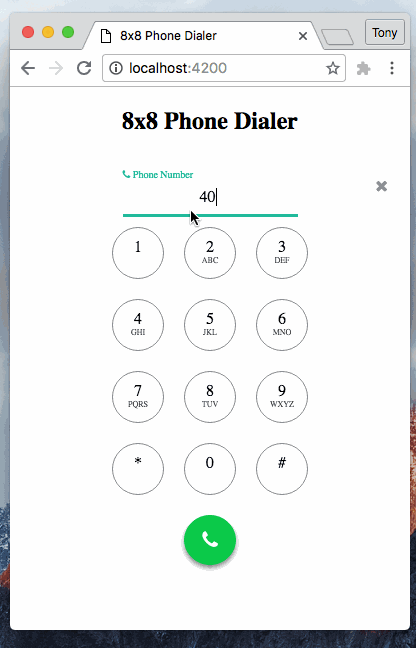 8x8 Phone Dialer
Tony
localhost:4200
8x8 Phone Dialer
Phone Number
40
1 2 3
ABC DEF
4 5 6
GHI JKL MNO
7 8 9
PQRS TUV WXYZ
* 0 #